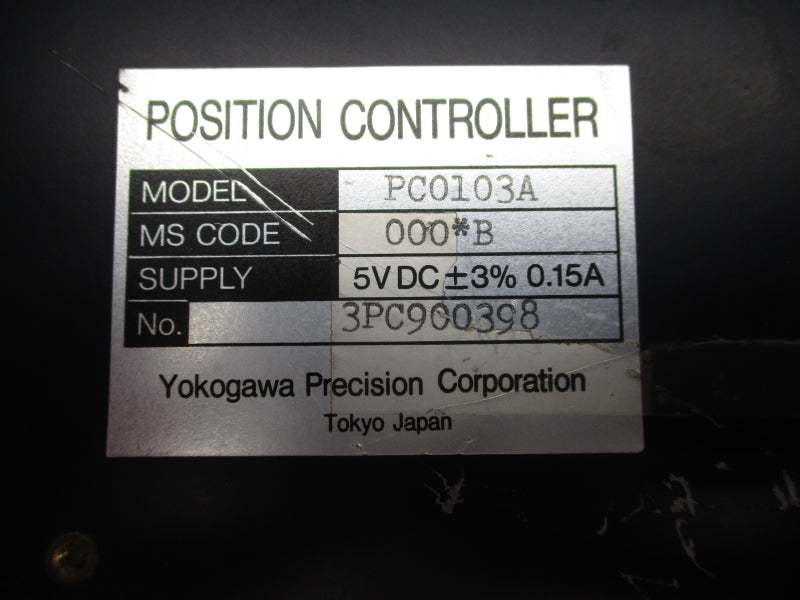 POSITION CONTROLLER
MODEL PC0103A
MS CODE 000*B
SUPPLY 5V DC ±3% 0.15A
No. 3PC900398
Yokogawa Precision Corporation
Tokyo Japan